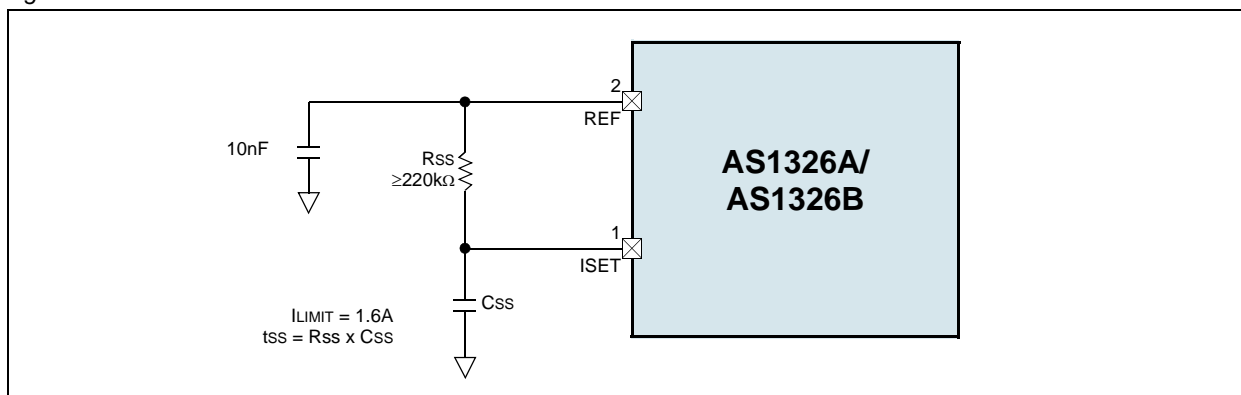 2
REF
10nF
RSS
≥220kΩ
AS1326A/
AS1326B
1
ISET
CSS
ILIMIT = 1.6A
tSS = RSS x CSS